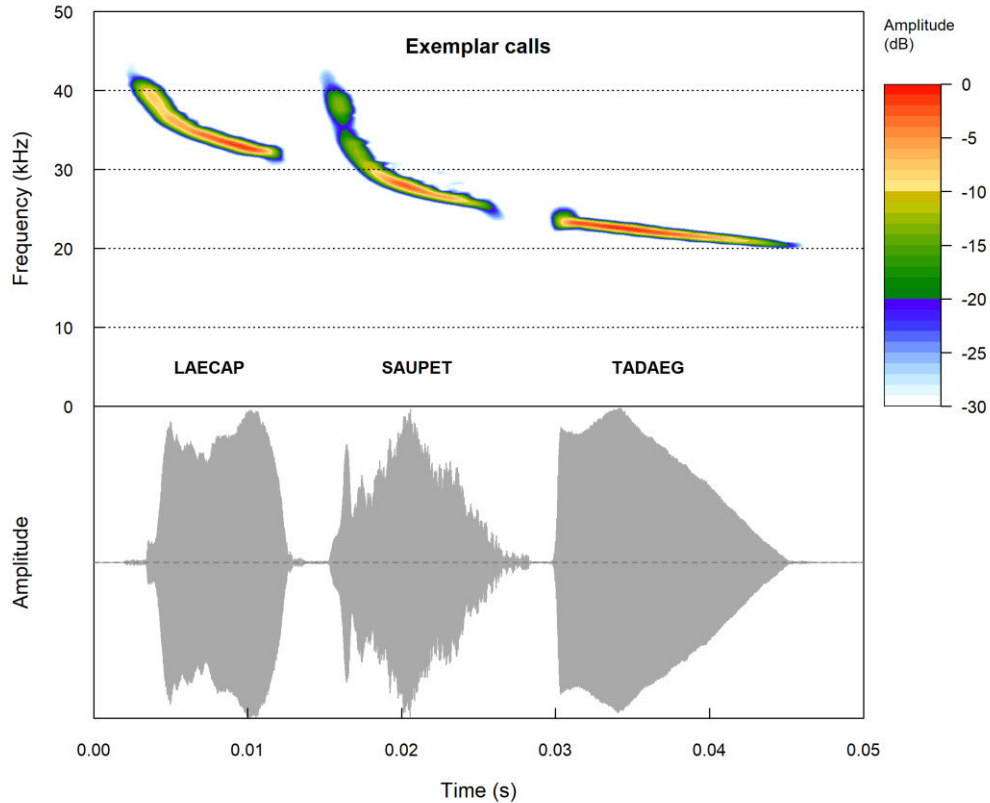 Exemplar calls
Amplitude
(dB)
Frequency (kHz)
50
40
30
20
10
0
0
-5
-10
-15
-20
-25
-30
LAECAP
SAUPET
TADAEG
Amplitude
0.00
0.01
0.02
0.03
0.04
0.05
Time (s)